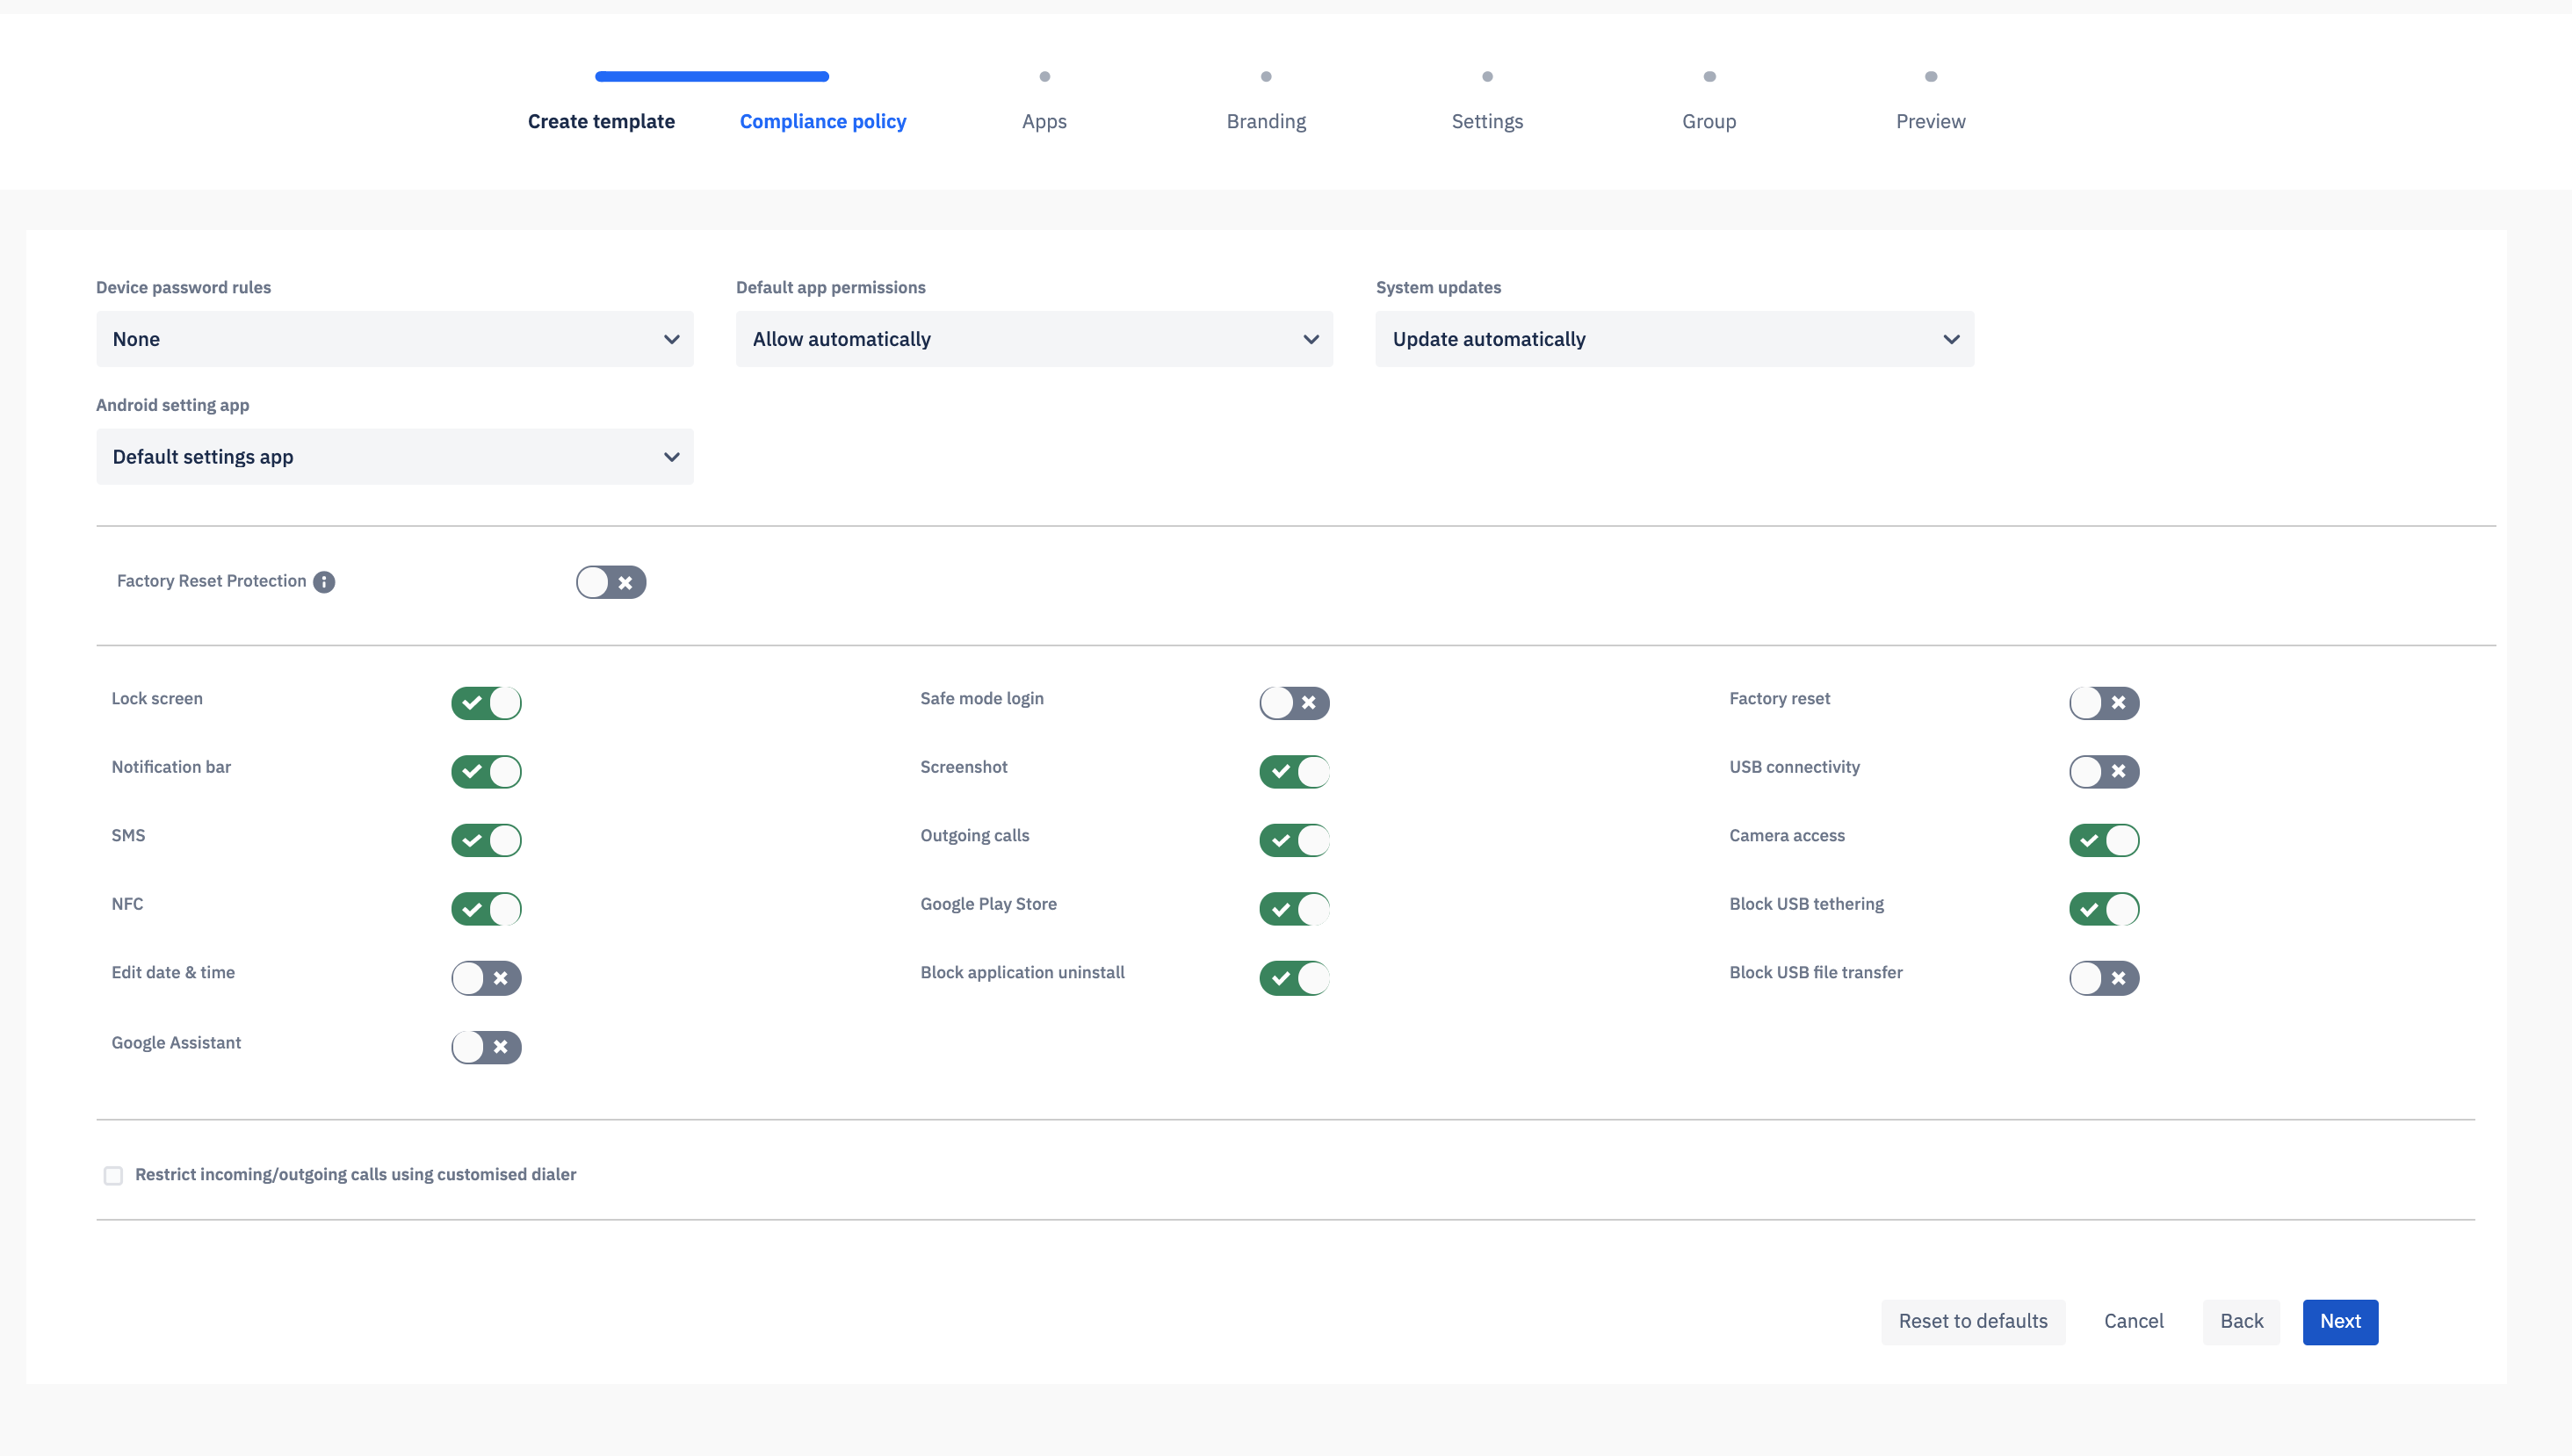 Create template
Compliance policy
Apps
Branding
Settings
Group
Preview
Device password rules
Default app permissions
System updates
None
Allow automatically
Update automatically
Android setting app
Default settings app
Factory Reset Protection
Lock screen
Safe mode login
Factory reset
Notification bar
Screenshot
USB connectivity
SMS
Outgoing calls
Camera access
NFC
Google Play Store
Block USB tethering
Edit date & time
Block application uninstall
Block USB file transfer
Google Assistant
Restrict incoming/outgoing calls using customised dialer
Reset to defaults
Cancel
Back
Next